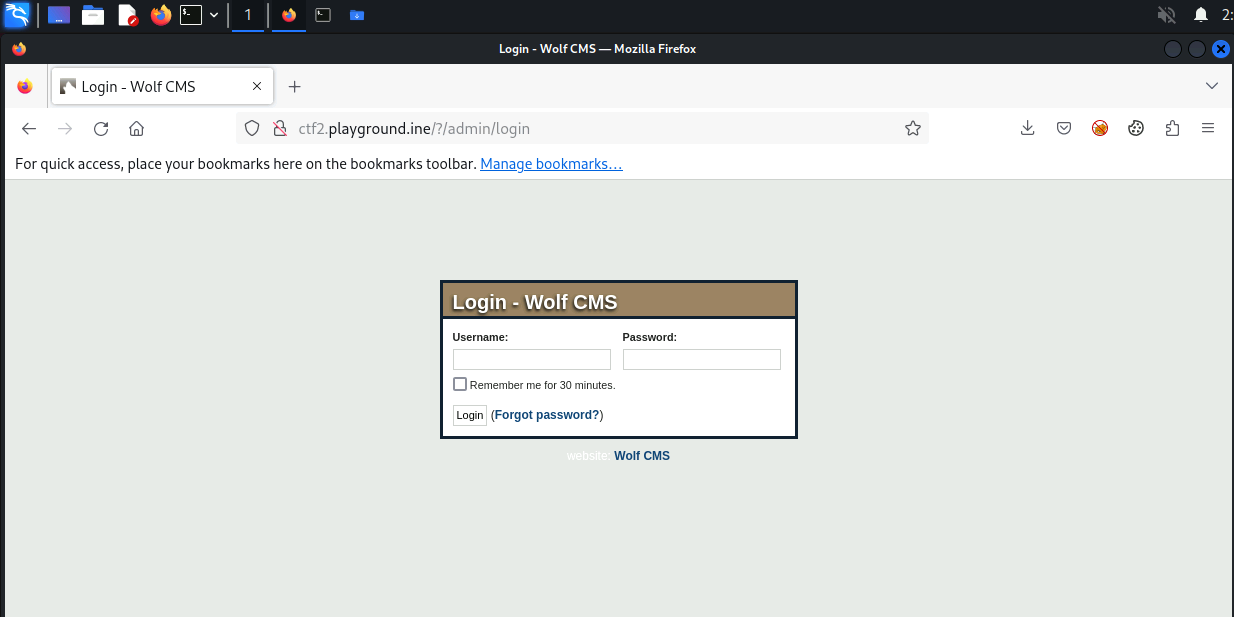 1
2:
Login - Wolf CMS — Mozilla Firefox
Login - Wolf CMS
ctf2.playground.ine/?/admin/login
For quick access, place your bookmarks here on the bookmarks toolbar. Manage bookmarks…
Login - Wolf CMS
Username: Password:
Remember me for 30 minutes.
Login (Forgot password?)
website: Wolf CMS